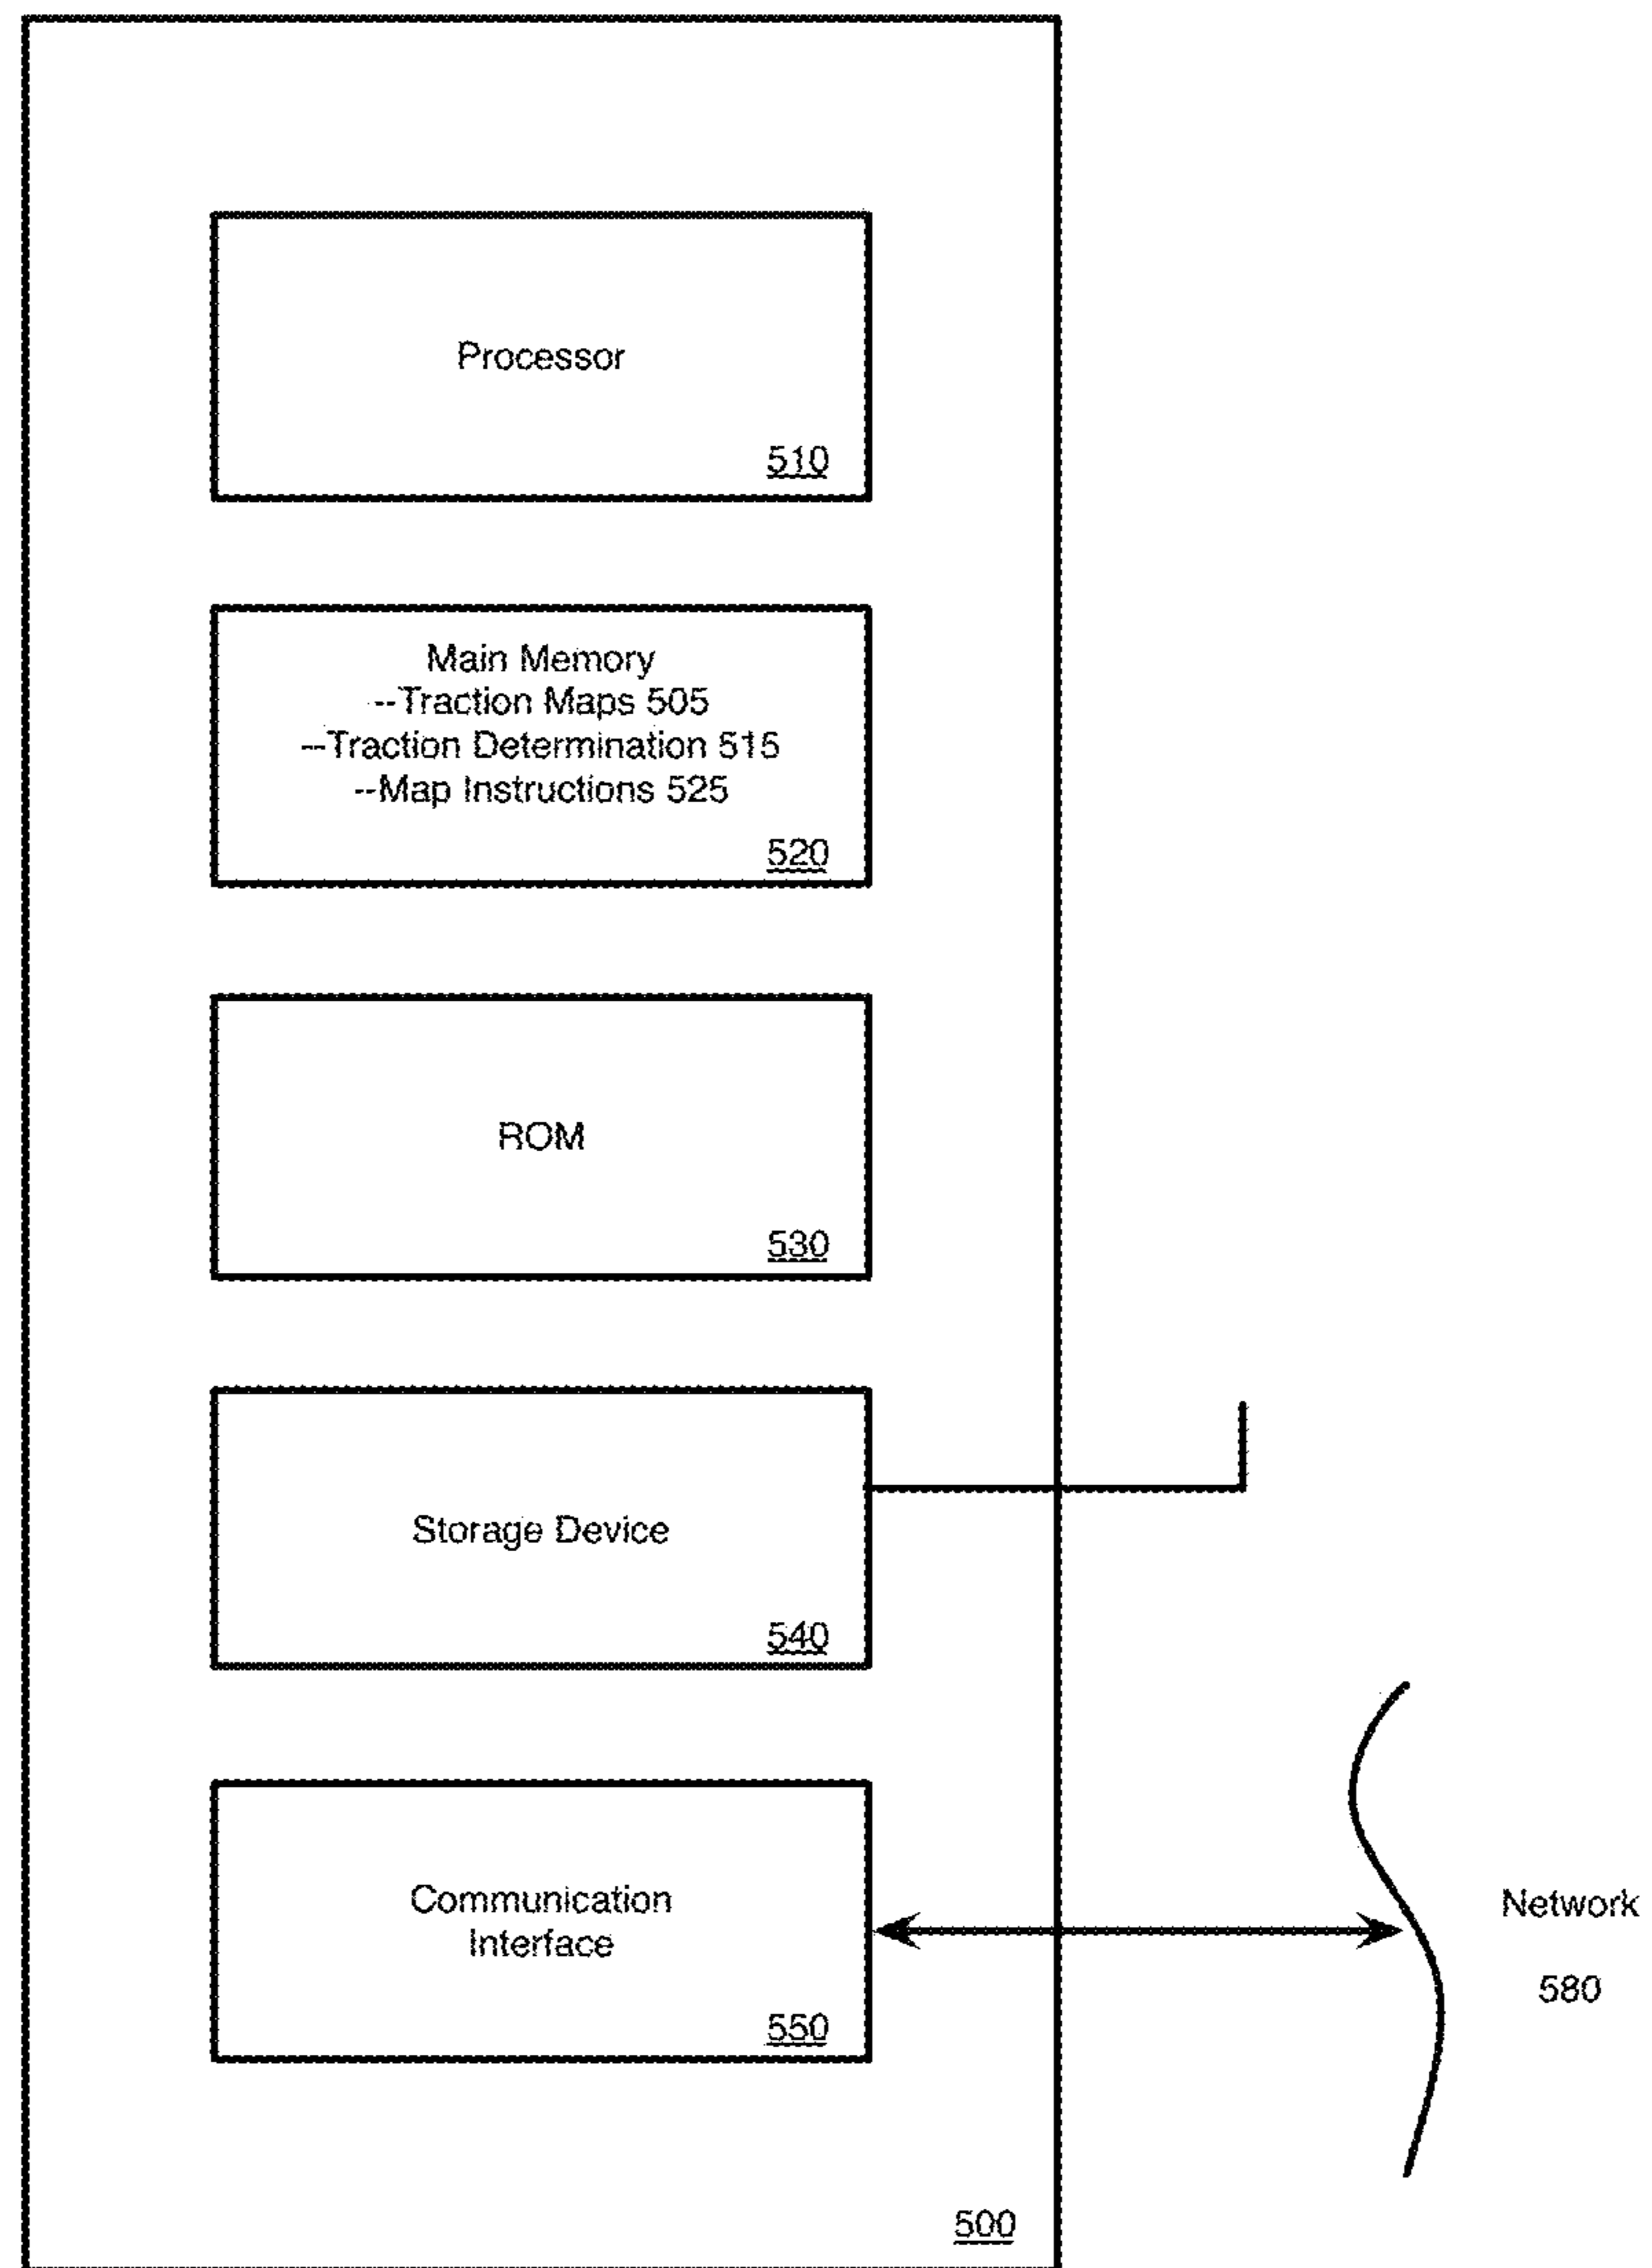 Processor
510
Main Memory
--Traction Maps 505
--Traction Determination 515
--Map Instructions 525
520
ROM
530
Storage Device
540
Communication
Interface
550
Network
580
500